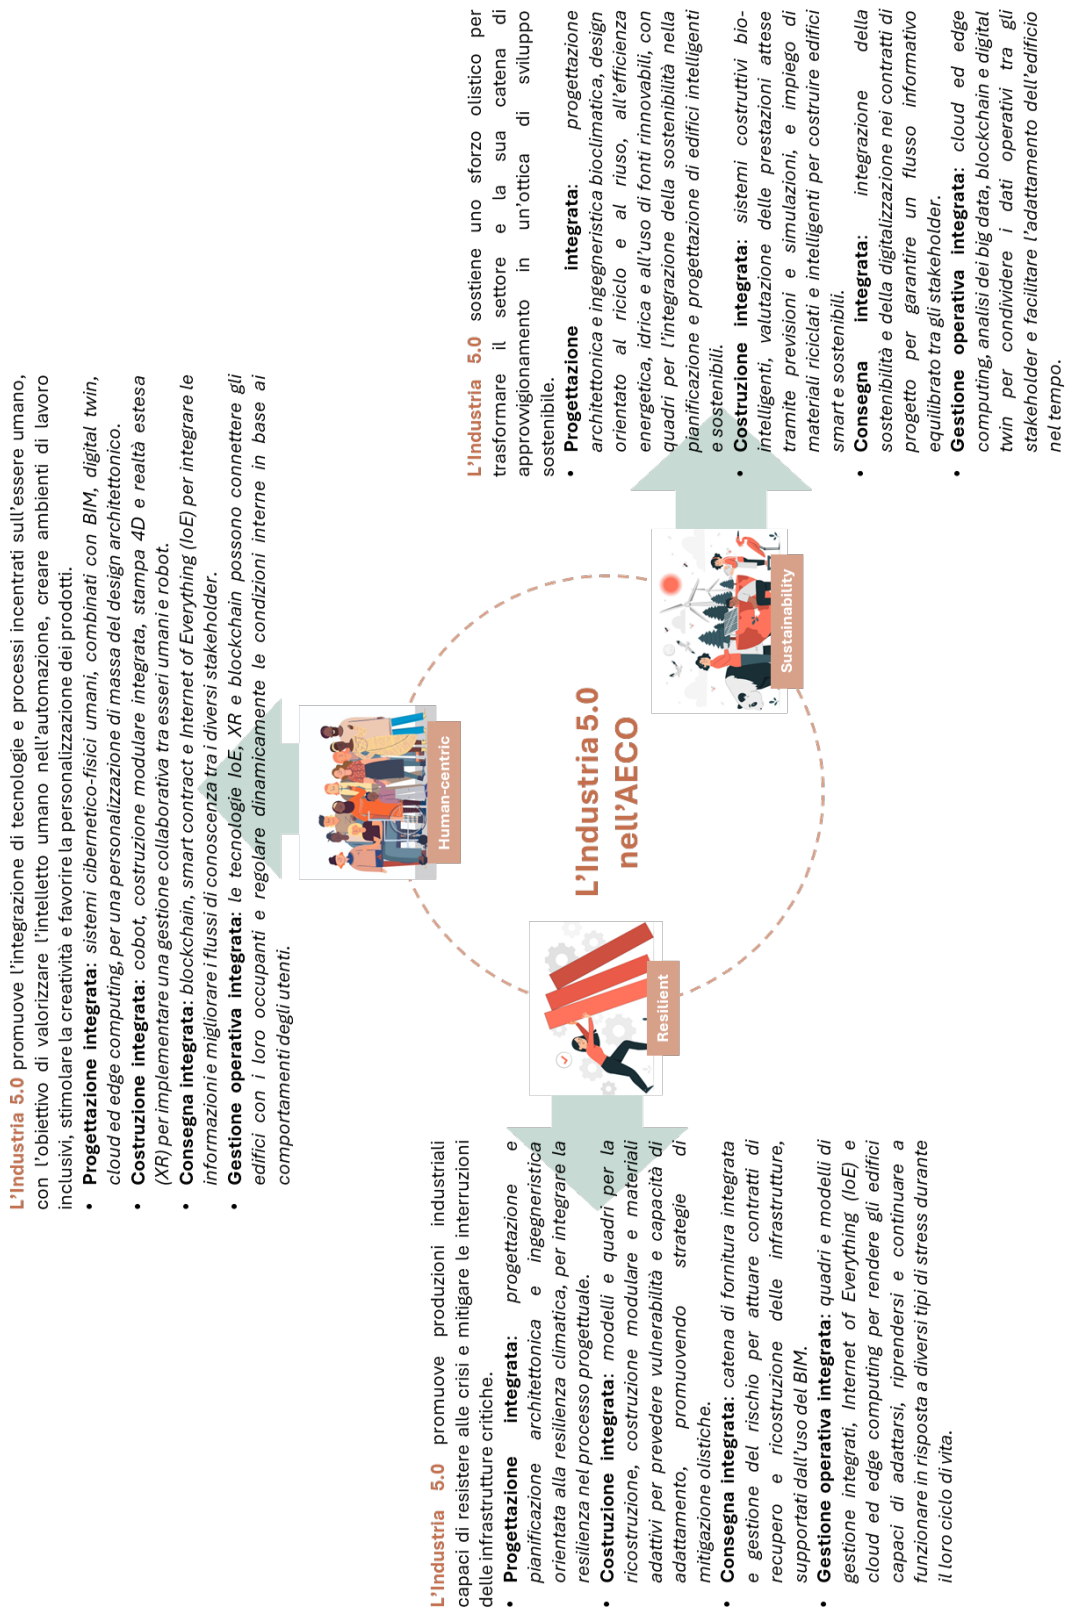 L’Industria 5.0 promuove l’integrazione di tecnologie e processi incentrati sull’essere umano,
con l’obiettivo di valorizzare l’intelletto umano nell’automazione, creare ambienti di lavoro
inclusivi, stimolare la creatività e favorire la personalizzazione dei prodotti.
• Progettazione integrata: sistemi cibernetico-fisici umani, combinati con BIM, digital twin,
cloud ed edge computing, per una personalizzazione di massa del design architettonico.
• Costruzione integrata: cobot, costruzione modulare integrata, stampa 4D e realtà estesa
(XR) per implementare una gestione collaborativa tra esseri umani e robot.
• Consegna integrata: blockchain, smart contract e Internet of Everything (IoE) per integrare le
informazioni e migliorare i flussi di conoscenza tra i diversi stakeholder.
• Gestione operativa integrata: le tecnologie IoE, XR e blockchain possono connettere gli
edifici con i loro occupanti e regolare dinamicamente le condizioni interne in base ai
comportamenti degli utenti.
Human-centric
L’Industria 5.0
nell’AECO
Resilient
Sustainability
L’Industria 5.0 promuove produzioni industriali
capaci di resistere alle crisi e mitigare le interruzioni
delle infrastrutture critiche.
• Progettazione integrata: progettazione e
pianificazione architettonica e ingegneristica
orientata alla resilienza climatica, per integrare la
resilienza nel processo progettuale.
• Costruzione integrata: modelli e quadri per la
ricostruzione, costruzione modulare e materiali
adattivi per prevedere vulnerabilità e capacità di
adattamento, promuovendo strategie di
mitigazione olistiche.
• Consegna integrata: catena di fornitura integrata
e gestione del rischio per attuare contratti di
recupero e ricostruzione delle infrastrutture,
supportati dall’uso del BIM.
• Gestione operativa integrata: quadri e modelli di
gestione integrati, Internet of Everything (IoE) e
cloud ed edge computing per rendere gli edifici
capaci di adattarsi, riprendersi e continuare a
funzionare in risposta a diversi tipi di stress durante
il loro ciclo di vita.
L’Industria 5.0 sostiene uno sforzo olistico per
trasformare il settore e la sua catena di
approvvigionamento in un’ottica di sviluppo
sostenibile.
• Progettazione integrata: progettazione
architettonica e ingegneristica bioclimatica, design
orientato al riciclo e al riuso, all’efficienza
energetica, idrica e all’uso di fonti rinnovabili, con
quadri per l’integrazione della sostenibilità nella
pianificazione e progettazione di edifici intelligenti
e sostenibili.
• Costruzione integrata: sistemi costruttivi bio-
intelligenti, valutazione delle prestazioni attese
tramite previsioni e simulazioni, e impiego di
materiali riciclati e intelligenti per costruire edifici
smart e sostenibili.
• Consegna integrata: integrazione della
sostenibilità e della digitalizzazione nei contratti di
progetto per garantire un flusso informativo
equilibrato tra gli stakeholder.
• Gestione operativa integrata: cloud ed edge
computing, analisi dei big data, blockchain e digital
twin per condividere i dati operativi tra gli
stakeholder e facilitare l’adattamento dell’edificio
nel tempo.